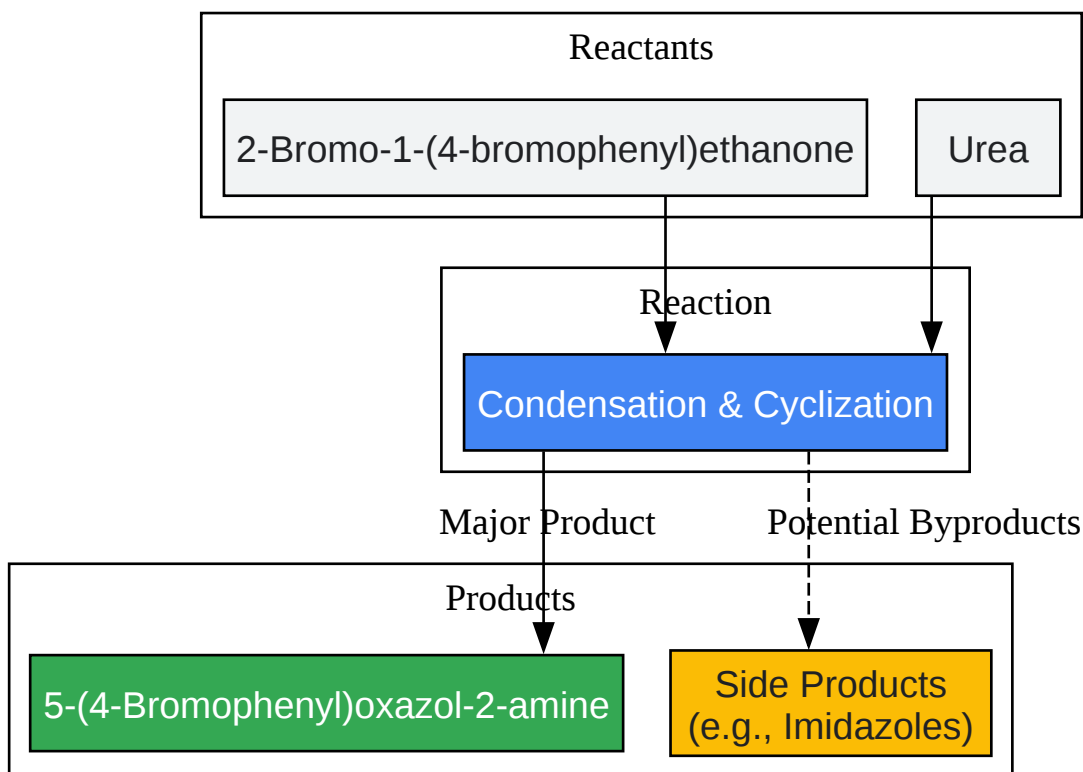 Reactants
2-Bromo-1-(4-bromophenyl)ethanone
Urea
Reaction
Condensation & Cyclization
Major Product
Potential Byproducts
Products
5-(4-Bromophenyl)oxazol-2-amine
Side Products
(e.g., Imidazoles)